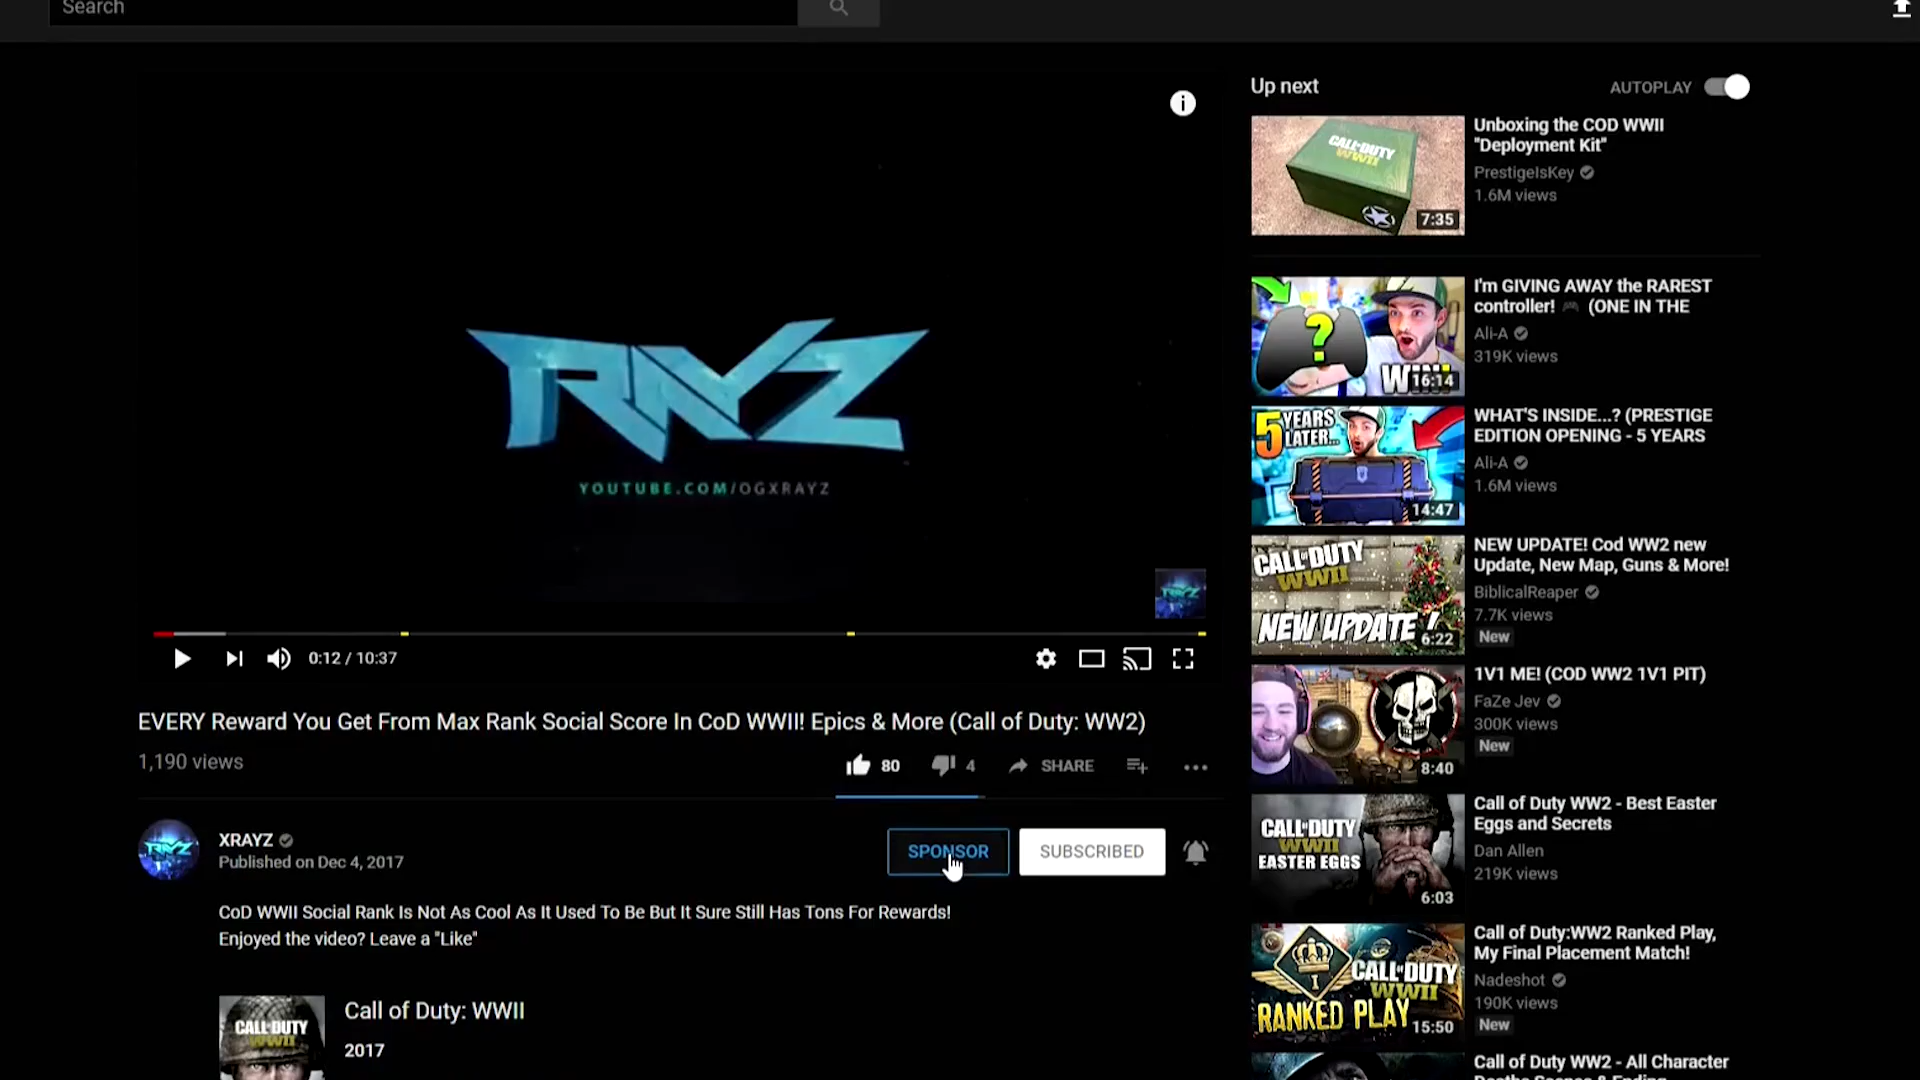 Search
RAYZ
YOUTUBE.COM/OGXRAYZ
0:12 / 10:37
EVERY Reward You Get From Max Rank Social Score In CoD WWII! Epics & More (Call of Duty: WW2)
1,190 views
80
4
SHARE
XRAYZ
Published on Dec 4, 2017
SPONSOR
SUBSCRIBED
CoD WWII Social Rank Is Not As Cool As It Used To Be But It Sure Still Has Tons For Rewards!
Enjoyed the video? Leave a "Like"
CALL OF DUTY
WWII
Call of Duty: WWII
2017
Up next
AUTOPLAY
CALL OF DUTY
WWII
7:35
Unboxing the COD WWII
"Deployment Kit"
PrestigeIsKey
1.6M views
?
16:14
I'm GIVING AWAY the RAREST
controller! 🎮 (ONE IN THE
Ali-A
319K views
5 YEARS
LATER...
14:47
WHAT'S INSIDE...? (PRESTIGE
EDITION OPENING - 5 YEARS
Ali-A
1.6M views
CALL OF DUTY
WWII
NEW UPDATE!
6:22
NEW UPDATE! Cod WW2 new
Update, New Map, Guns & More!
BiblicalReaper
7.7K views
New
8:40
1V1 ME! (COD WW2 1V1 PIT)
FaZe Jev
300K views
New
CALL OF DUTY
WWII
EASTER EGGS
6:03
Call of Duty WW2 - Best Easter
Eggs and Secrets
Dan Allen
219K views
I
CALL OF DUTY
WWII
RANKED PLAY
15:50
Call of Duty:WW2 Ranked Play,
My Final Placement Match!
Nadeshot
190K views
New
Call of Duty WW2 - All Character